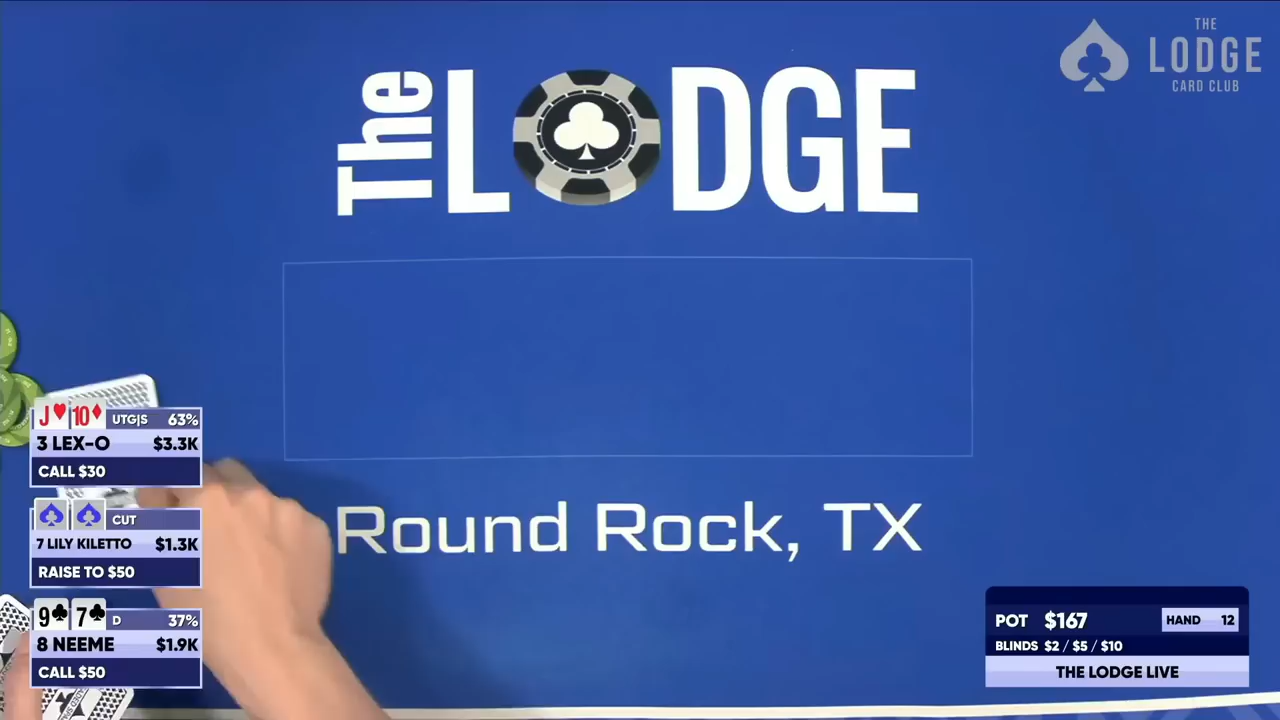 THE
LODGE
CARD CLUB
The LODGE
Round Rock, TX
J 10 UTG|S 63%
3 LEX-O $3.3K
CALL $30
CUT
7 LILY KILETTO $1.3K
RAISE TO $50
9 7 D 37%
8 NEEME $1.9K
CALL $50
POT $167 HAND 12
BLINDS $2 / $5 / $10
THE LODGE LIVE